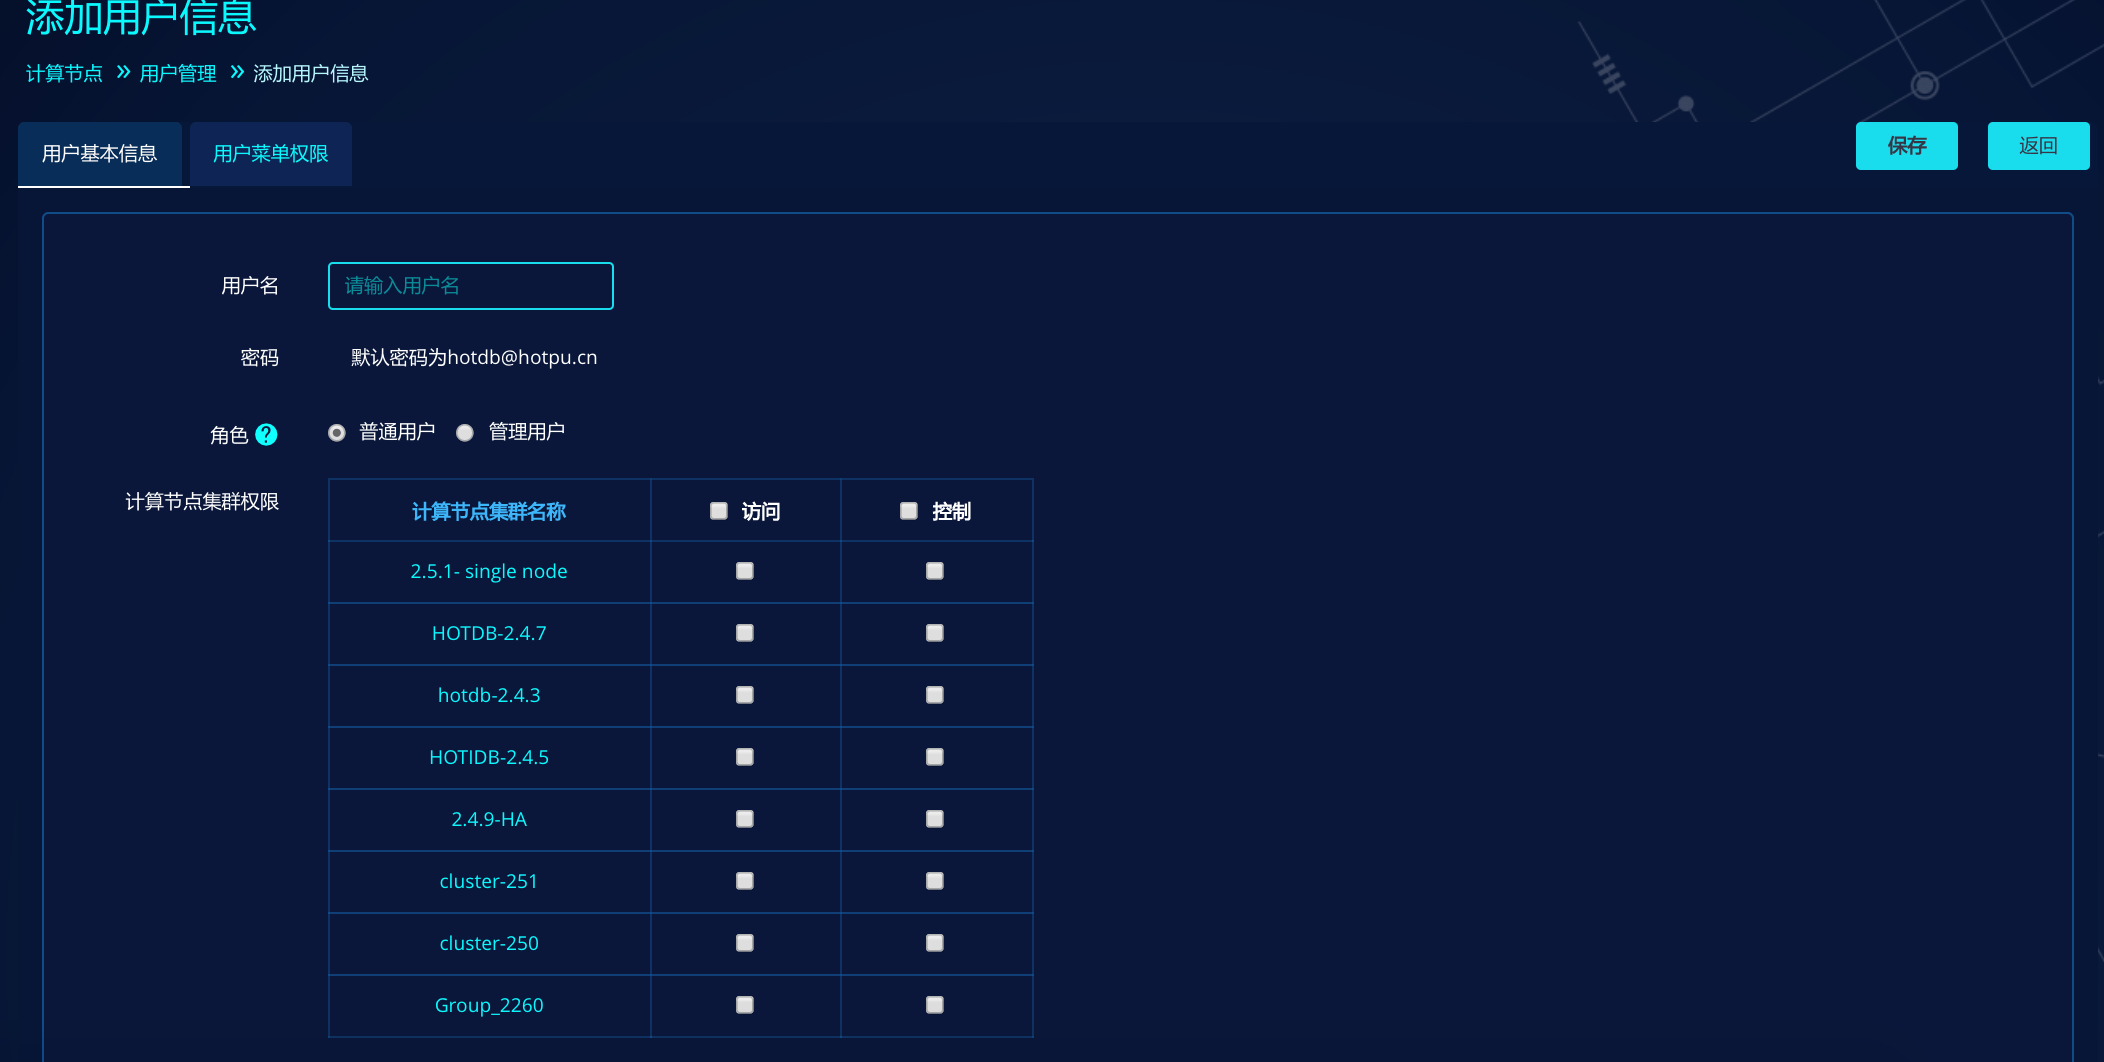 添加用户信息
计算节点 » 用户管理 » 添加用户信息
用户基本信息 用户菜单权限 保存 返回
用户名 请输入用户名
密码 默认密码为hotdb@hotpu.cn
角色 ? 普通用户 管理用户
计算节点集群权限
计算节点集群名称 访问 控制
2.5.1- single node
HOTDB-2.4.7
hotdb-2.4.3
HOTIDB-2.4.5
2.4.9-HA
cluster-251
cluster-250
Group_2260